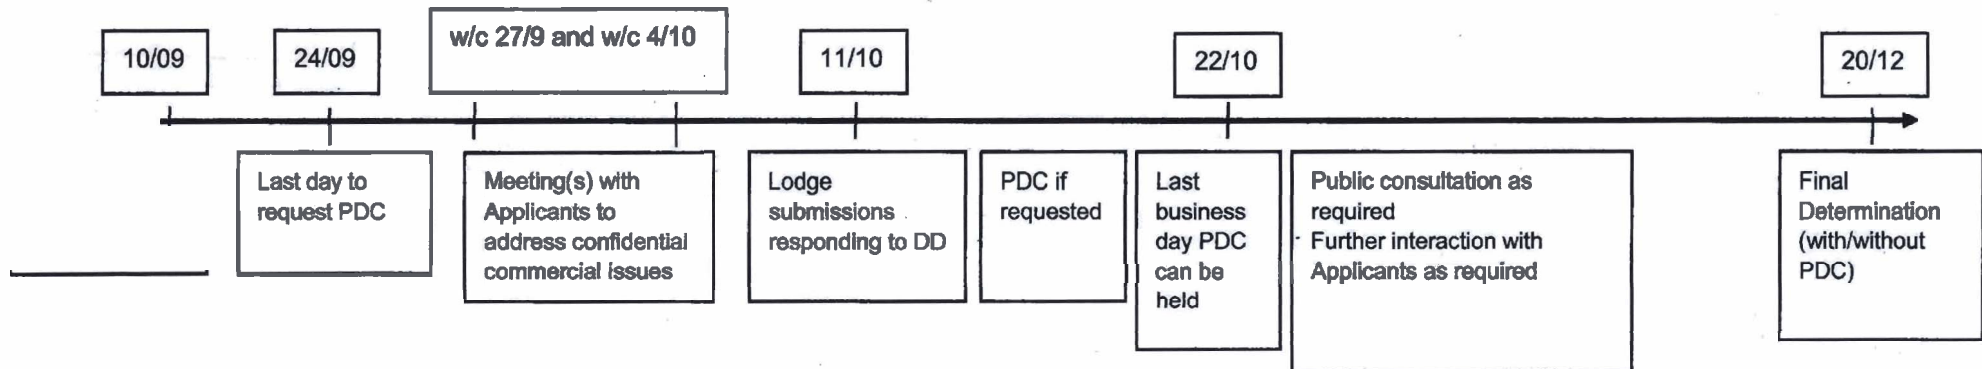 10/09
24/09
w/c 27/9 and w/c 4/10
11/10
22/10
20/12
Last day to
request PDC
Meeting(s) with
Applicants to
address confidential
commercial issues
Lodge
submissions
responding to DD
PDC if
requested
Last
business
day PDC
can be
held
Public consultation as
required
Further interaction with
Applicants as required
Final
Determination
(with/without
PDC)